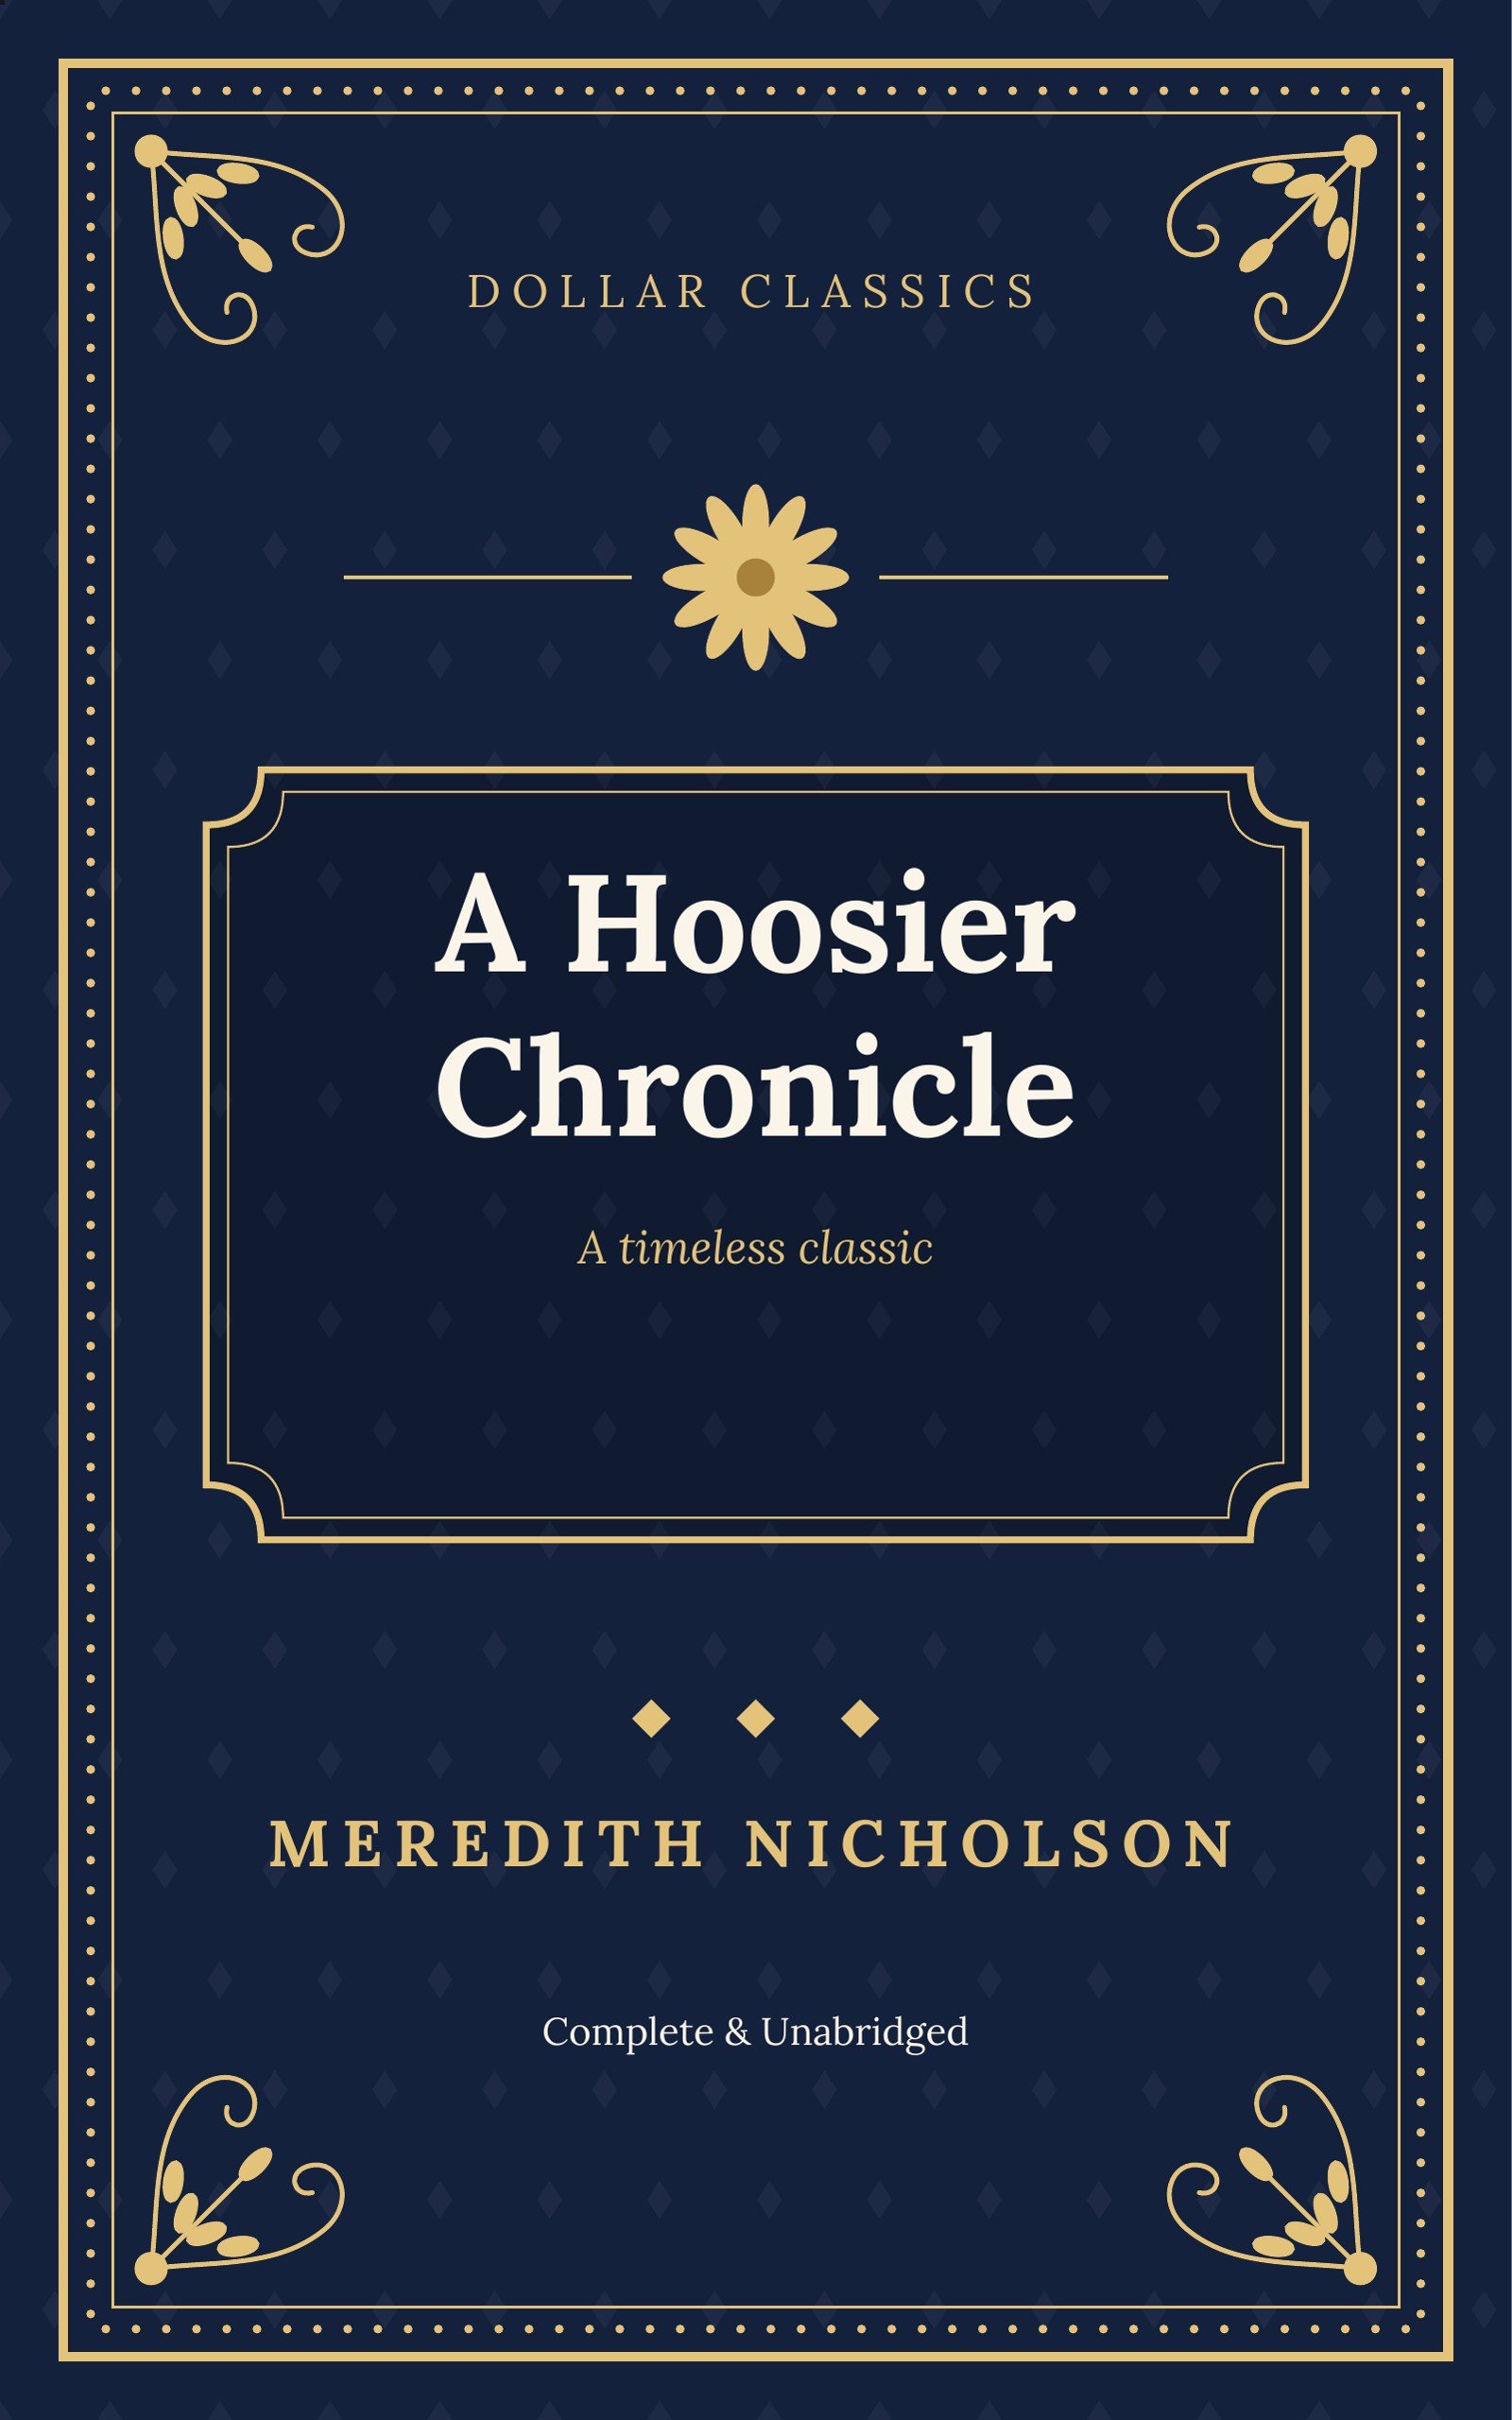 DOLLAR CLASSICS
A Hoosier
Chronicle
A timeless classic
MEREDITH NICHOLSON
Complete & Unabridged